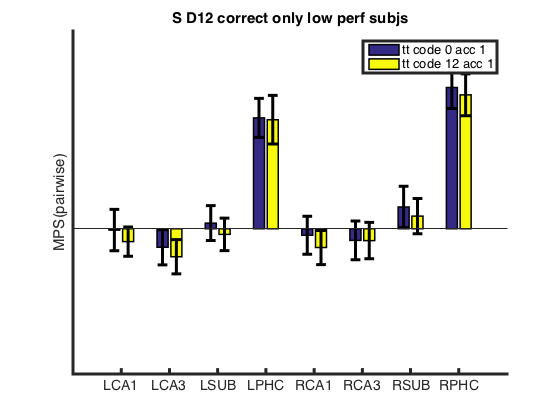 S D12 correct only low perf subjs
tt code 0 acc 1
tt code 12 acc 1
MPS(pairwise)
LCA1 LCA3 LSUB LPHC RCA1 RCA3 RSUB RPHC